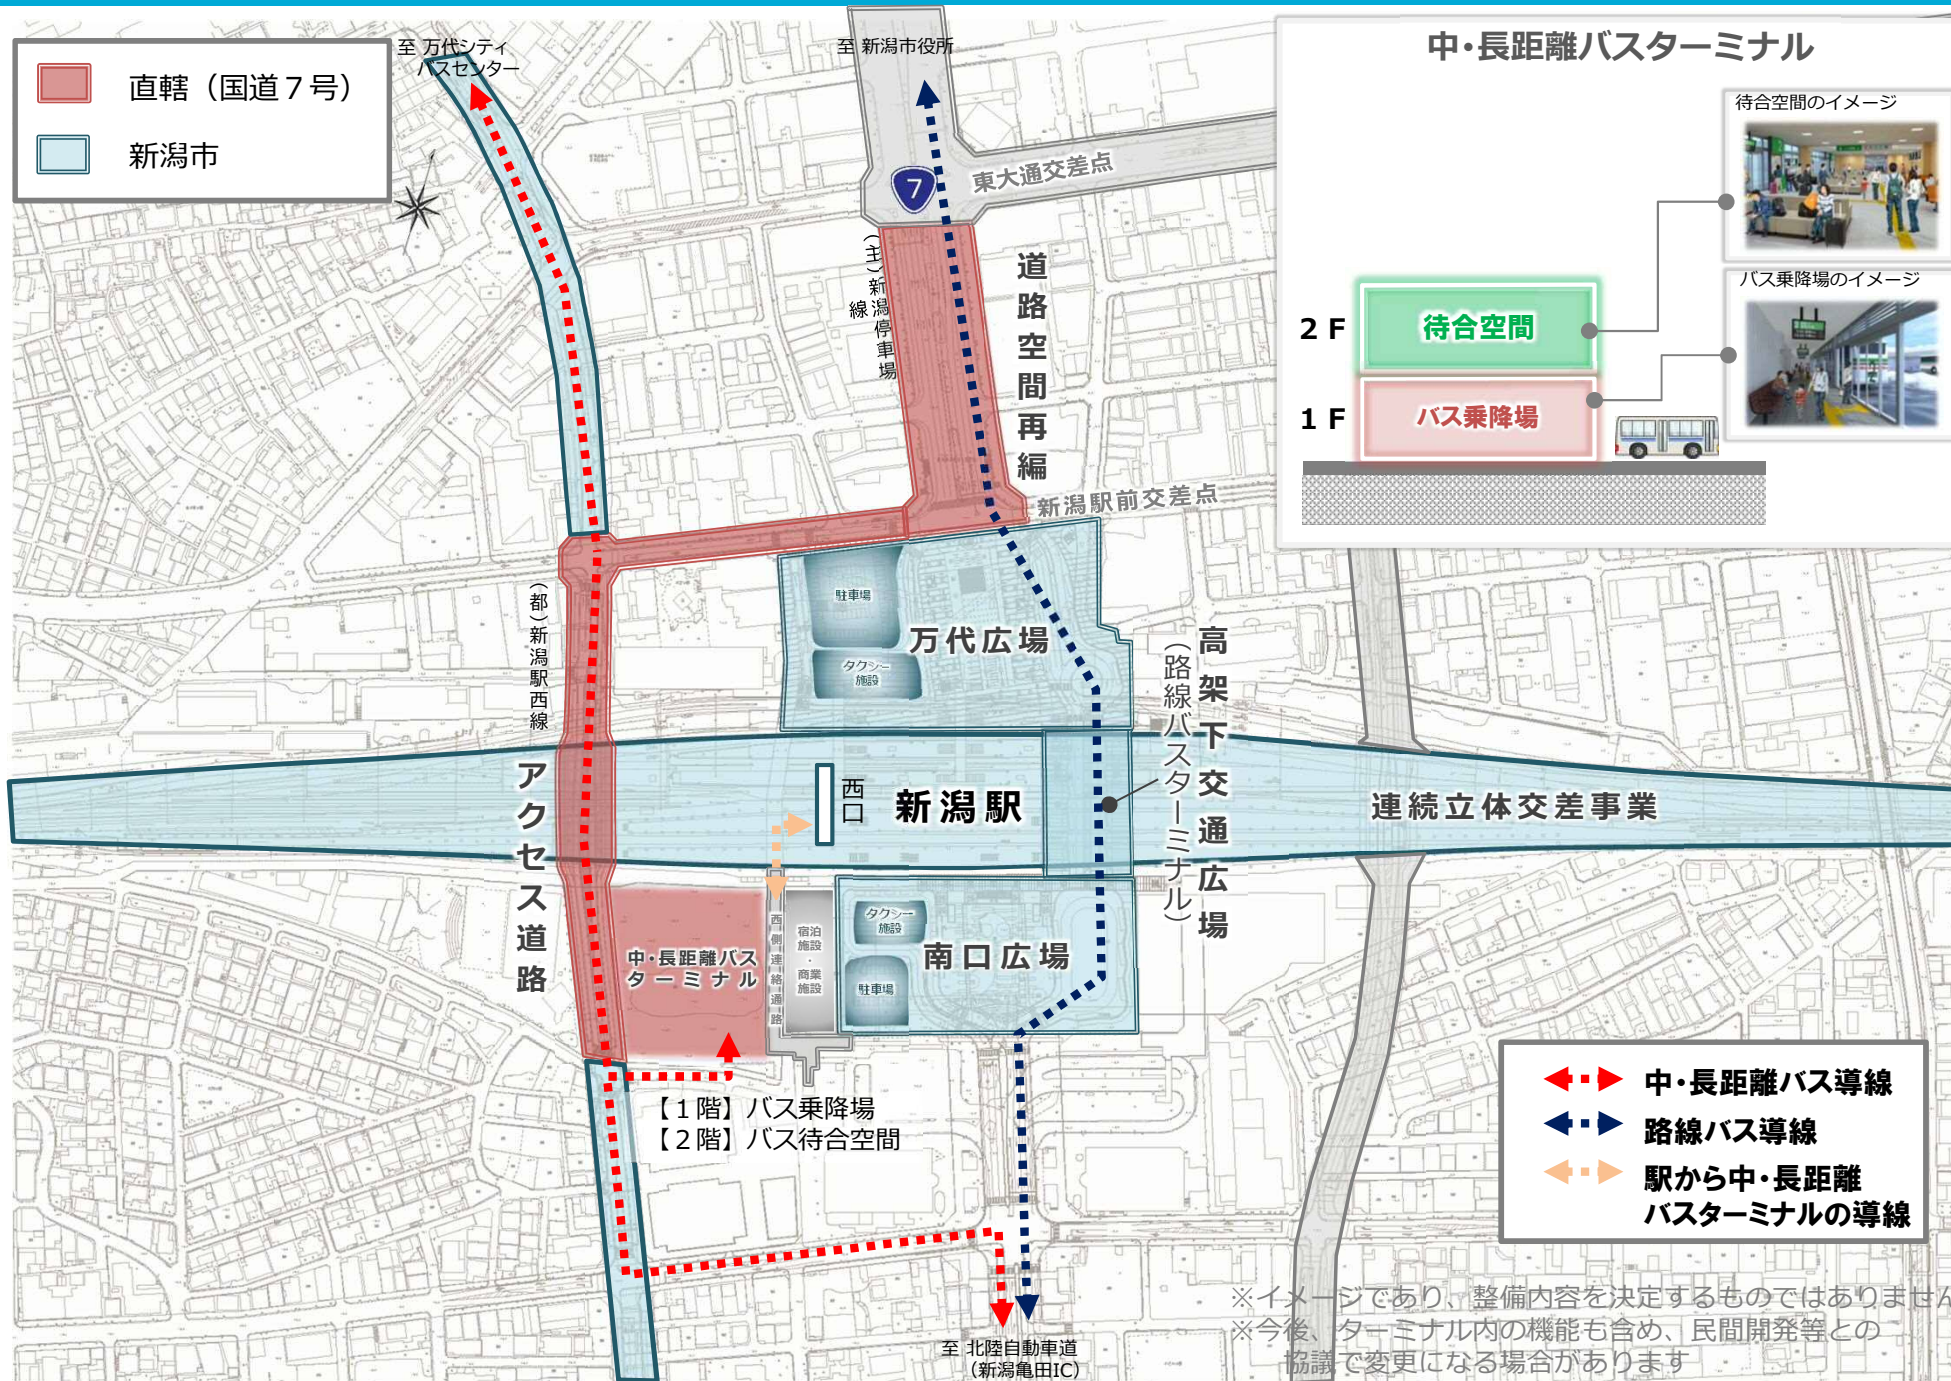 直轄（国道７号）
新潟市
至 万代シティ
バスセンター
至 新潟市役所
7
東大通交差点
（主）新潟停車場
線
道路空間再編
新潟駅前交差点
中・長距離バスターミナル
待合空間のイメージ
バス乗降場のイメージ
２Ｆ
待合空間
１Ｆ
バス乗降場
（都）新潟駅西線
アクセス道路
駐車場
タクシー
施設
万代広場
高架下交通広場
（路線バスターミナル）
西口
新潟駅
連続立体交差事業
中・長距離バス
ターミナル
西側連絡通路
宿泊
施設
・
商業
施設
タクシー
施設
駐車場
南口広場
【１階】バス乗降場
【２階】バス待合空間
中・長距離バス導線
路線バス導線
駅から中・長距離
バスターミナルの導線
至 北陸自動車道
（新潟亀田IC）
※イメージであり、整備内容を決定するものではありません
※今後、ターミナル内の機能も含め、民間開発等との
協議で変更になる場合があります